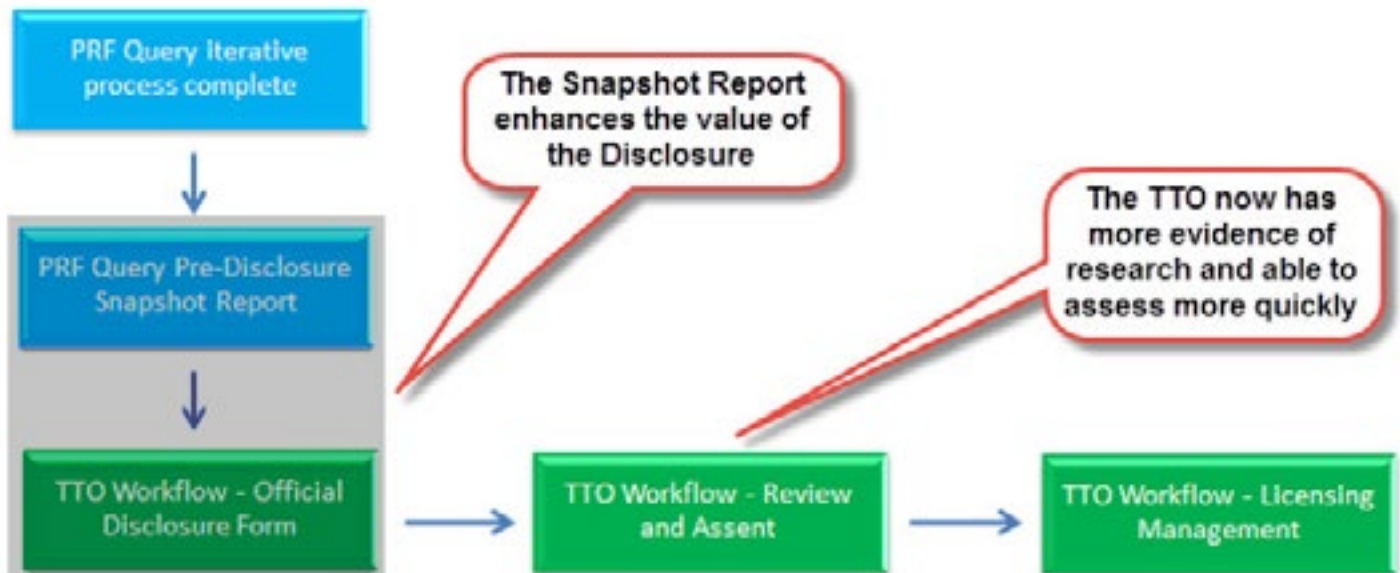 PRF Query iterative
process complete
The Snapshot Report
enhances the value of
the Disclosure
The TTO now has
more evidence of
research and able to
assess more quickly
PRF Query Pre-Disclosure
Snapshot Report
TTO Workflow - Official
Disclosure Form
TTO Workflow - Review
and Assent
TTO Workflow - Licensing
Management